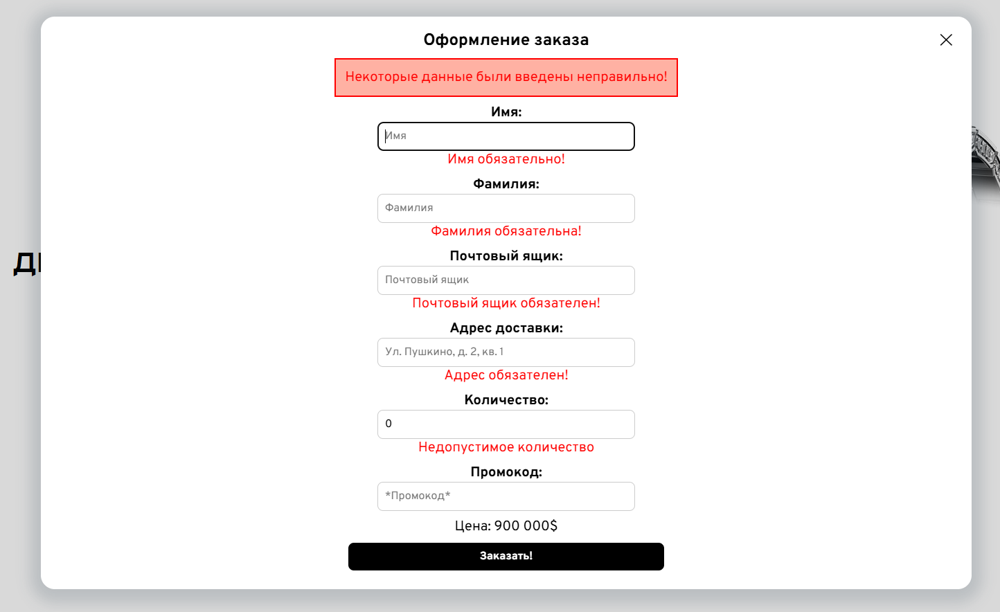 Оформление заказа
Некоторые данные были введены неправильно!
Имя:
Имя
Имя обязательно!
Фамилия:
Фамилия
Фамилия обязательна!
Почтовый ящик:
Почтовый ящик
Почтовый ящик обязателен!
Адрес доставки:
Ул. Пушкино, д. 2, кв. 1
Адрес обязателен!
Количество:
0
Недопустимое количество
Промокод:
*Промокод*
Цена: 900 000$
Заказать!